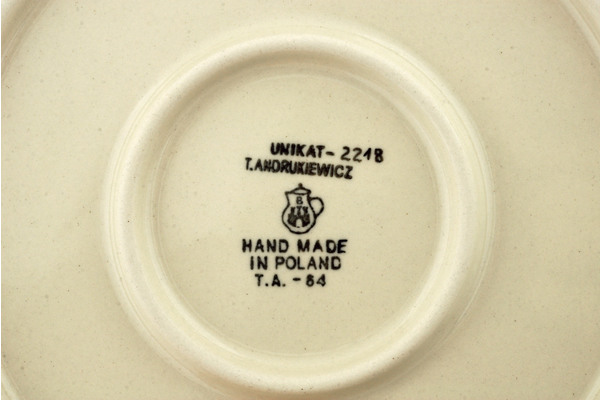 UNIKAT- 2218
T.ANDRUKIEWICZ
B
HAND MADE
IN POLAND
T.A. - 64